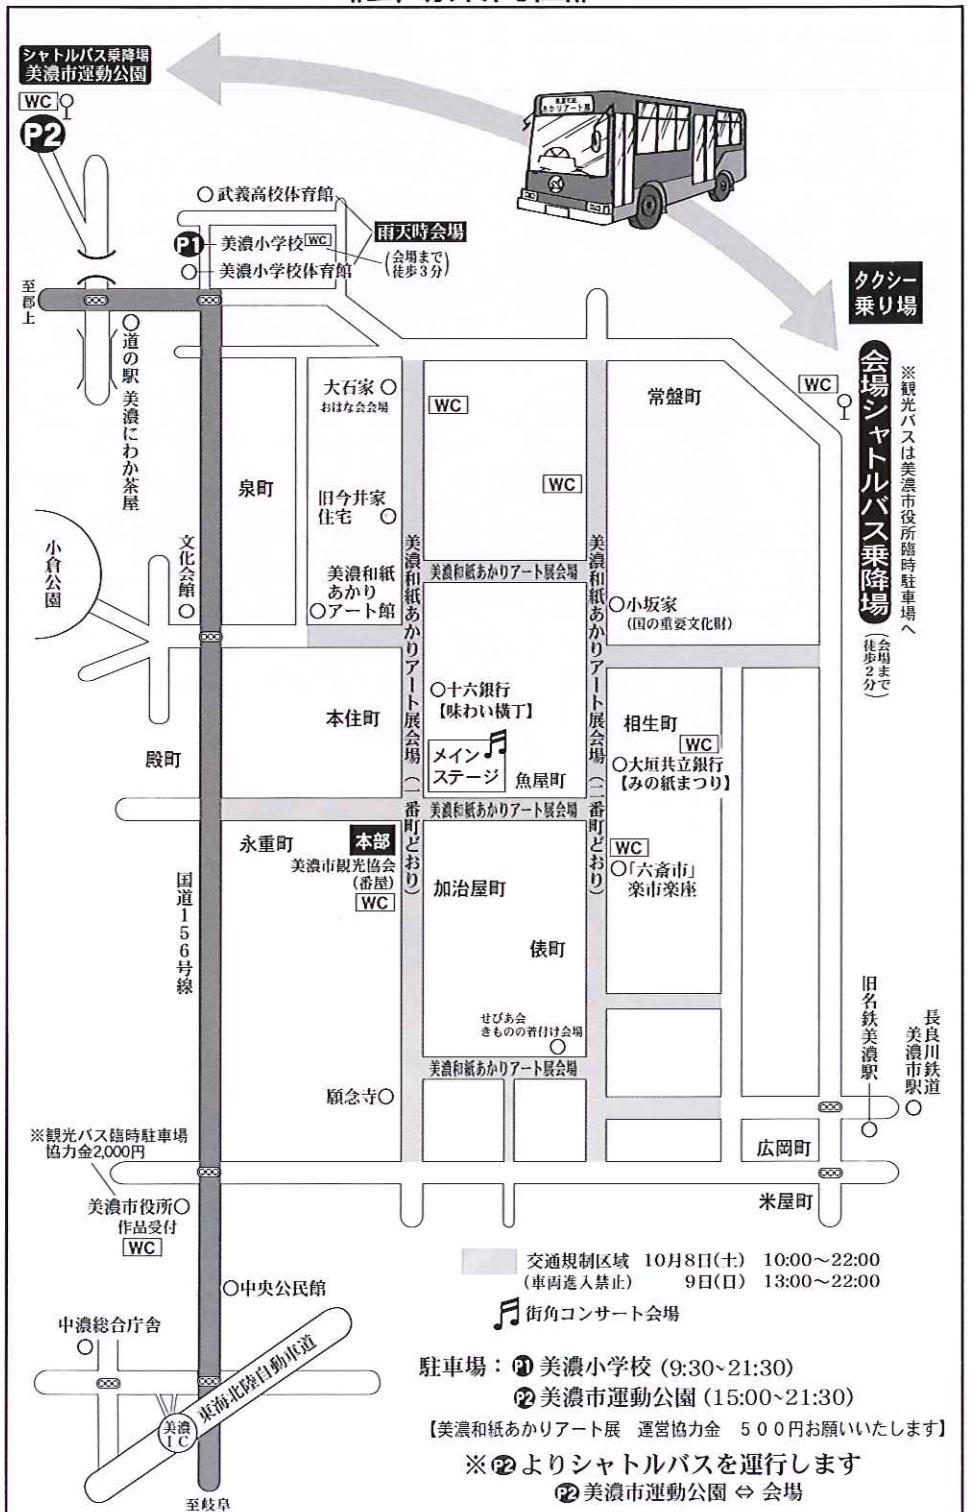 シャトルバス乗降場
美濃市運動公園
WC
P2
あかりアート展
武義高校体育館
雨天時会場
P1 美濃小学校 WC
(会場まで
徒歩3分)
美濃小学校体育館
至郡上
タクシー
乗り場
会場シャトルバス乗降場
(会場まで
徒歩2分)
※観光バスは美濃市役所臨時駐車場へ
WC
道の駅 美濃にわか茶屋
大石家
おはな会会場
WC
常盤町
WC
泉町
旧今井家
住宅
小倉公園
文化会館
美濃和紙
あかり
アート館
美濃和紙あかりアート展会場(一番町どおり)
美濃和紙あかりアート展会場
美濃和紙あかりアート展会場(二番町どおり)
小坂家
(国の重要文化財)
十六銀行
【味わい横丁】
本住町
相生町
WC
大垣共立銀行
【みの紙まつり】
メイン
ステージ
魚屋町
殿町
美濃和紙あかりアート展会場
永重町
本部
美濃市観光協会
(番屋)
WC
加治屋町
WC
「六斎市」
楽市楽座
国道156号線
俵町
せぴあ会
きものの着付け会場
美濃和紙あかりアート展会場
旧名鉄美濃駅
長良川鉄道
美濃市駅
願念寺
※観光バス臨時駐車場
協力金2,000円
広岡町
美濃市役所
作品受付
WC
米屋町
交通規制区域 10月8日(土) 10:00〜22:00
(車両進入禁止) 9日(日) 13:00〜22:00
街角コンサート会場
中央公民館
中濃総合庁舎
東海北陸自動車道
美濃
IC
至岐阜
駐車場:P1 美濃小学校 (9:30~21:30)
P2 美濃市運動公園 (15:00~21:30)
【美濃和紙あかりアート展 運営協力金 500円お願いいたします】
※P2よりシャトルバスを運行します
P2 美濃市運動公園 ⇔ 会場